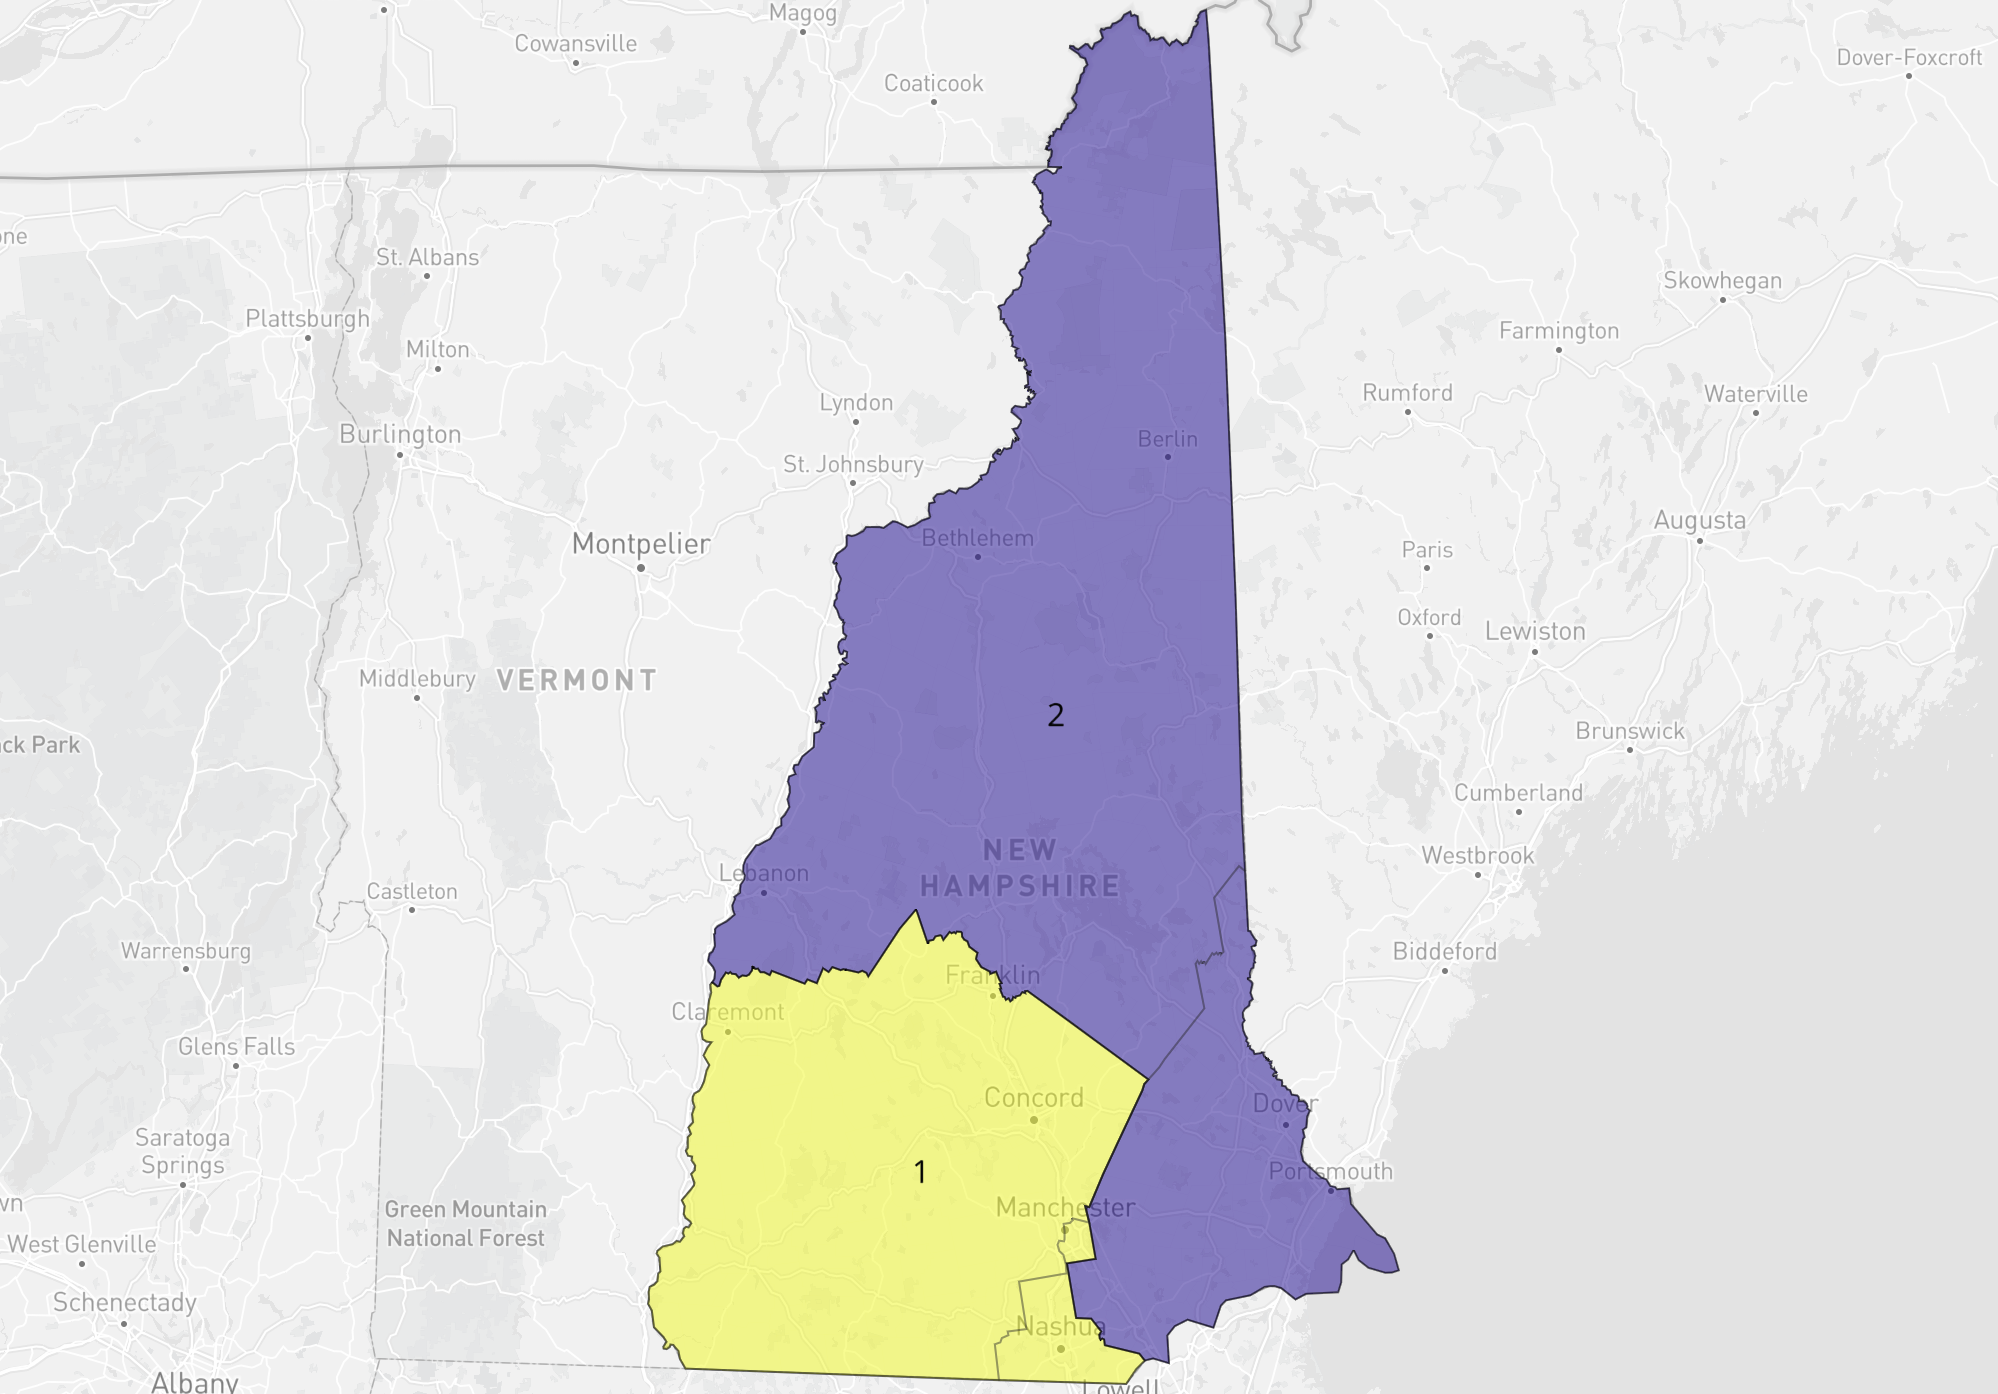 Magog
Cowansville
Dover-Foxcroft
Coaticook
one
St. Albans
Skowhegan
Plattsburgh
Farmington
Milton
Rumford
Waterville
Lyndon
Burlington
Berlin
St. Johnsbury
Augusta
Bethlehem
Montpelier
Paris
Oxford
Lewiston
Middlebury
VERMONT
2
Brunswick
ack Park
Cumberland
NEW
HAMPSHIRE
Westbrook
Lebanon
Castleton
Warrensburg
Biddeford
Franklin
Claremont
Glens Falls
Concord
Dover
Saratoga
Springs
1
Portsmouth
wn
Green Mountain
National Forest
Manchester
West Glenville
Schenectady
Nashua
Albany
Lowell